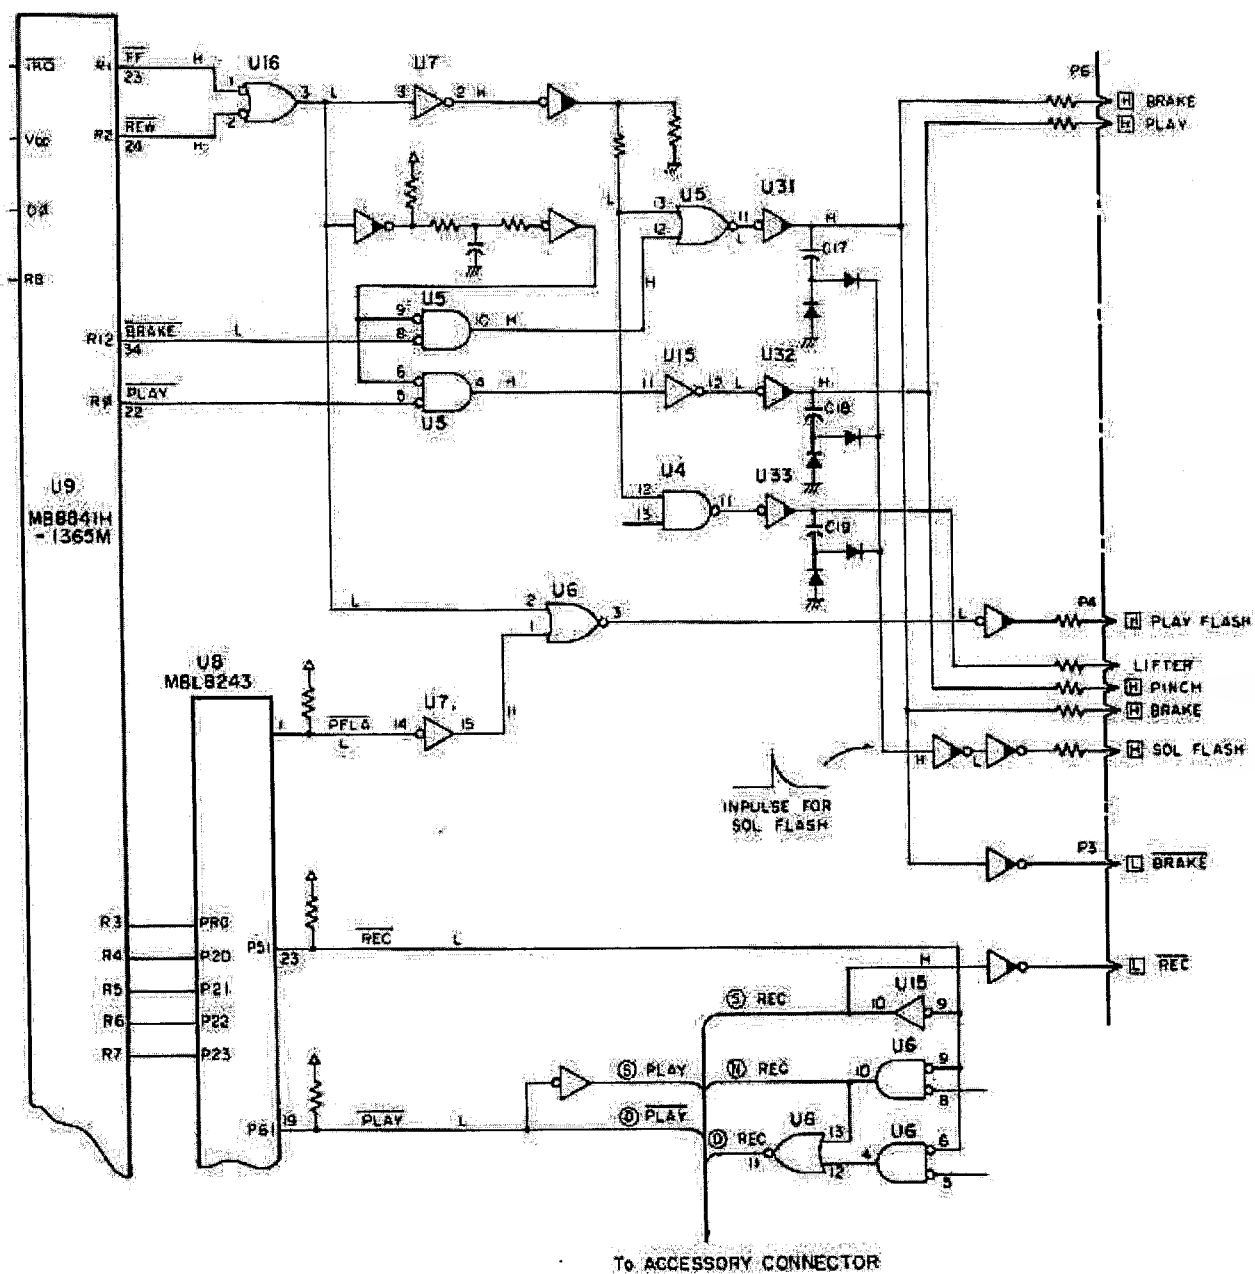 U9
MB8841H
- 1365M
IRQ
Vcc
R1
FF
23
H
R2
REW
24
H
U16
1
2
3
L
U7
3
2
H
L
13
12
U5
11
L
U31
H
C17
H
R12
BRAKE
34
L
9
8
U5
10
H
PLAY
22
6
5
U5
4
H
U15
11
L
U32
H
C18
12
13
U4
11
U33
C19
L
2
1
U6
3
L
U8
MBL8243
1
PFLA
L
14
U7
15
H
INPULSE FOR
SOL FLASH
H
L
P6
H BRAKE
H PLAY
P4
H PLAY FLASH
LIFTER
H PINCH
H BRAKE
H SOL FLASH
P3
L BRAKE
L REC
R3
PRG
R4
P20
R5
P21
R6
P22
R7
P23
P51
23
REC
L
H
U15
10
9
S REC
P61
19
PLAY
L
S PLAY
D PLAY
N REC
D REC
U6
10
9
8
U6
13
12
11
U6
4
6
5
To ACCESSORY CONNECTOR